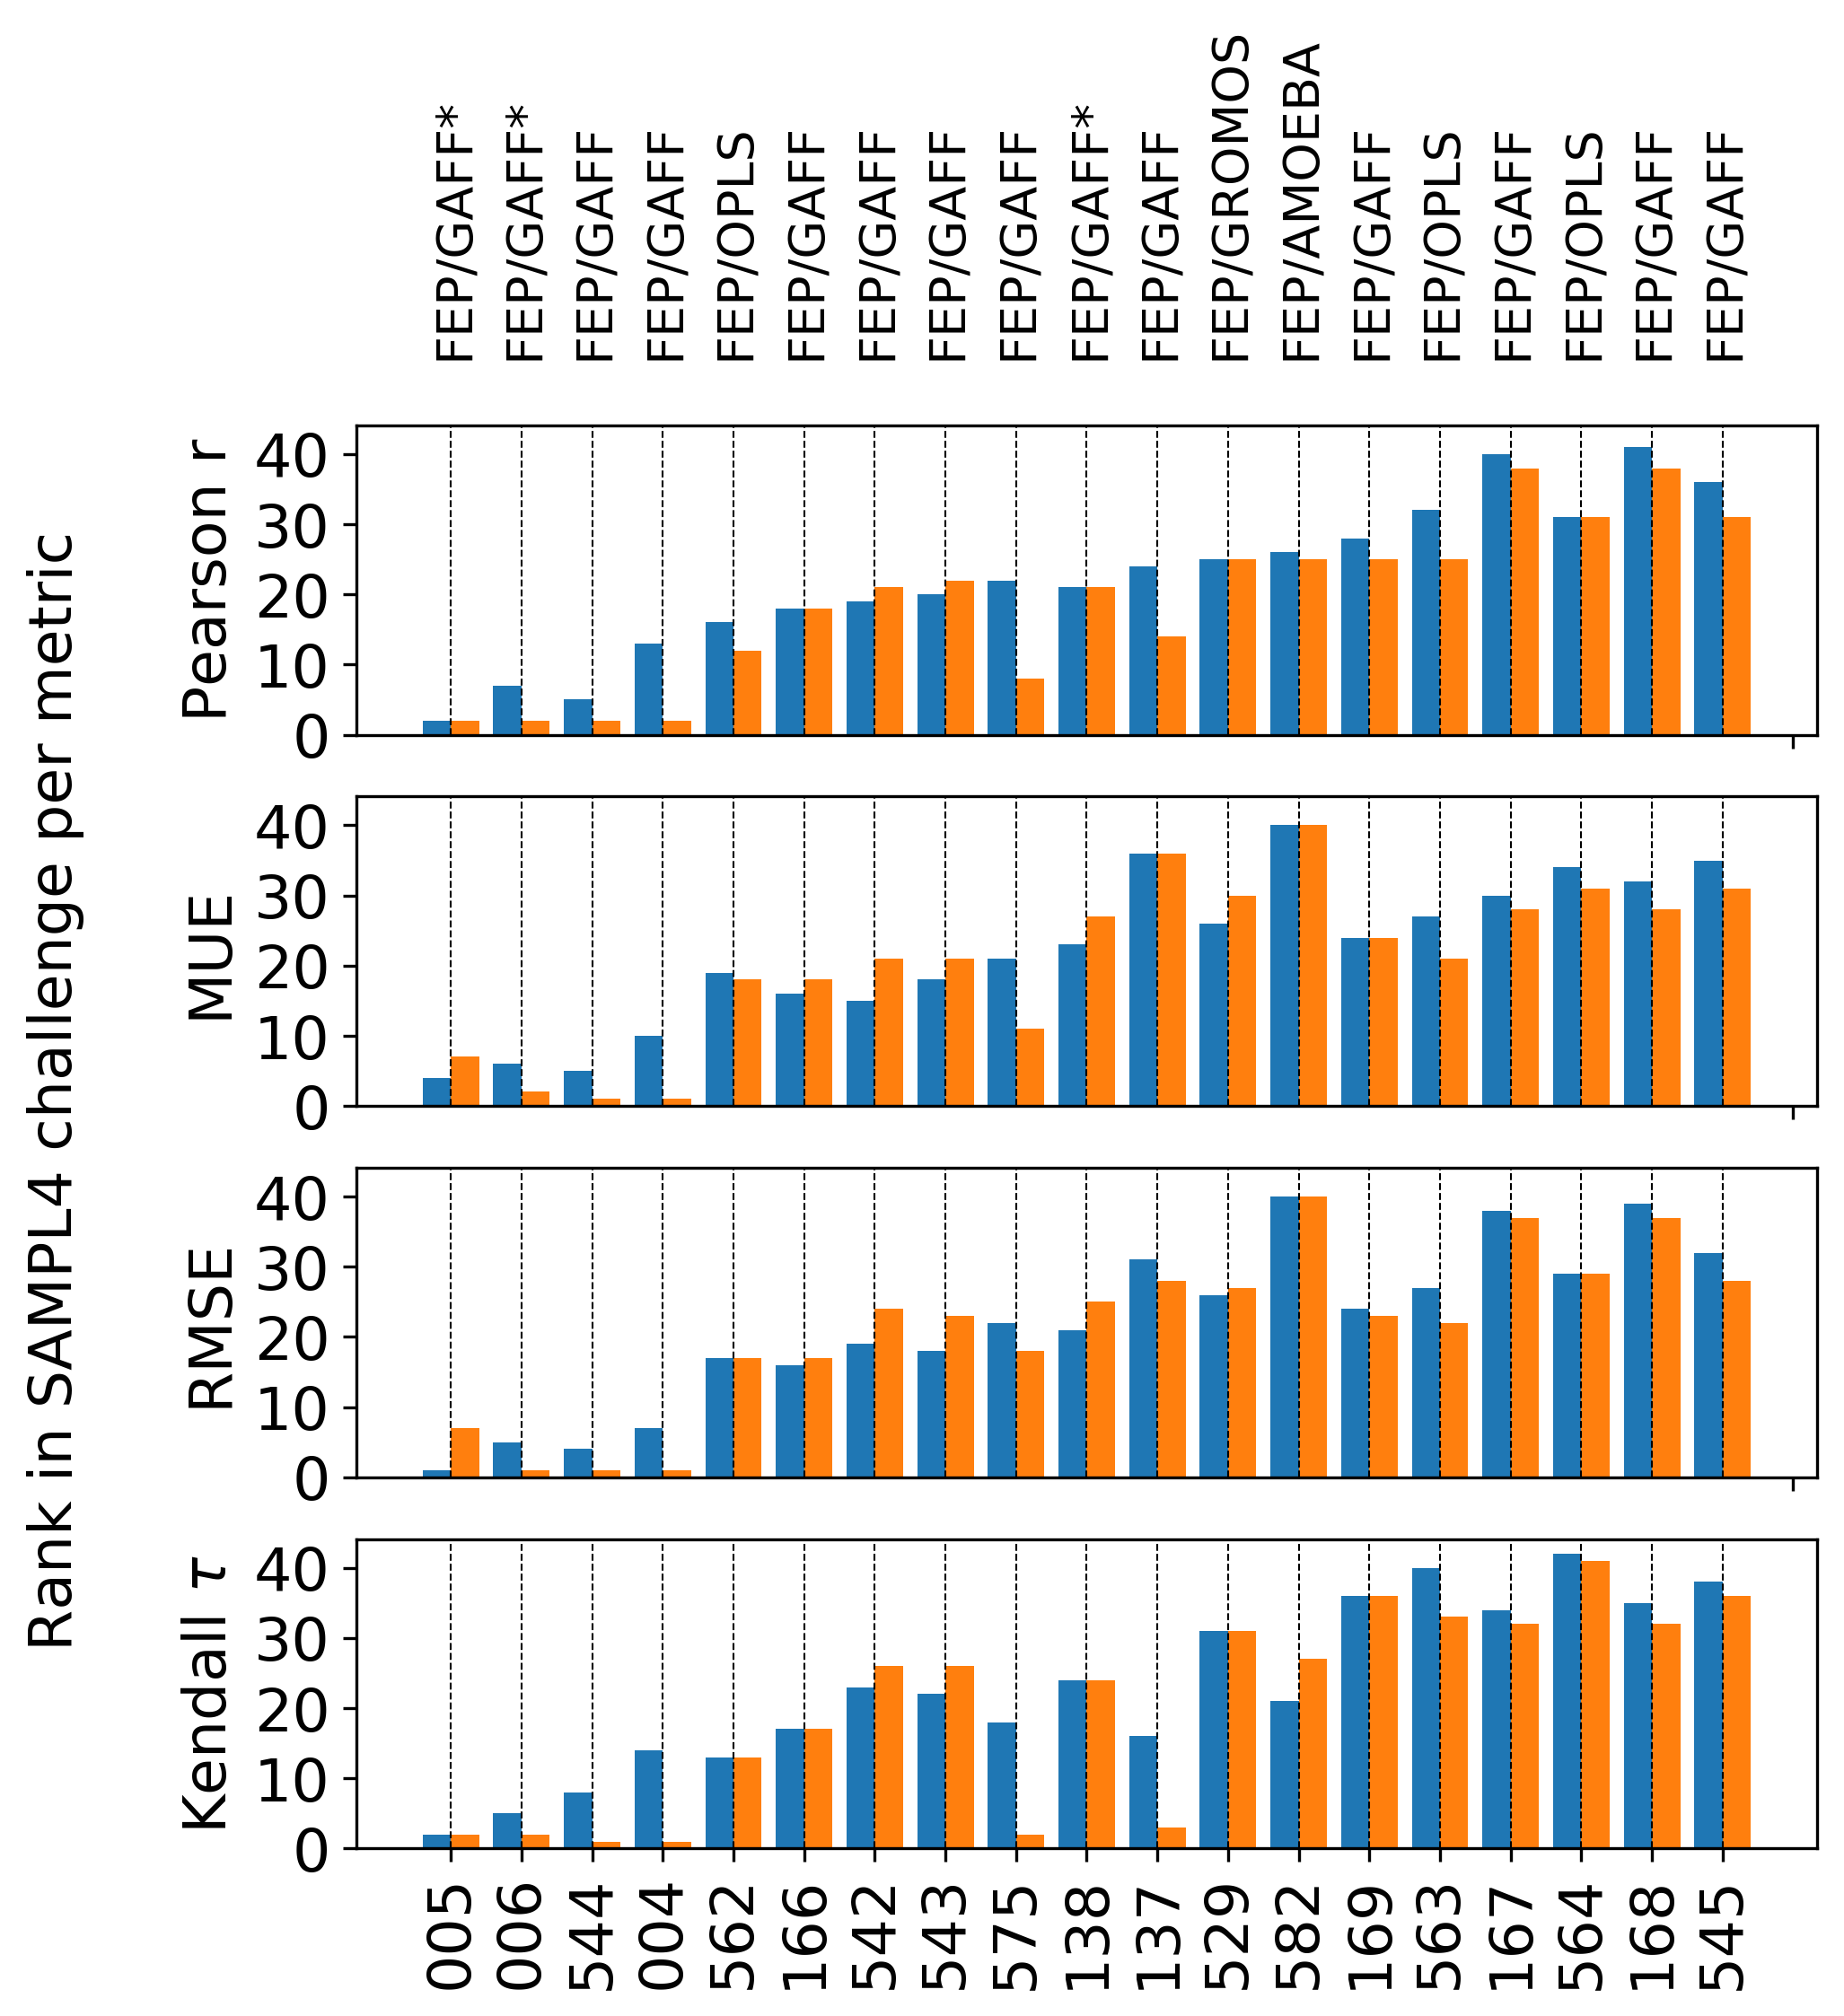 FEP/GAFF*
FEP/GAFF*
FEP/GAFF
FEP/GAFF
FEP/OPLS
FEP/GAFF
FEP/GAFF
FEP/GAFF
FEP/GAFF
FEP/GAFF*
FEP/GAFF
FEP/GROMOS
FEP/AMOEBA
FEP/GAFF
FEP/OPLS
FEP/GAFF
FEP/OPLS
FEP/GAFF
FEP/GAFF
Rank in SAMPL4 challenge per metric
Pearson r
40
30
20
10
0
MUE
40
30
20
10
0
RMSE
40
30
20
10
0
Kendall τ
40
30
20
10
0
005
006
544
004
562
166
542
543
575
138
137
529
582
169
563
167
564
168
545